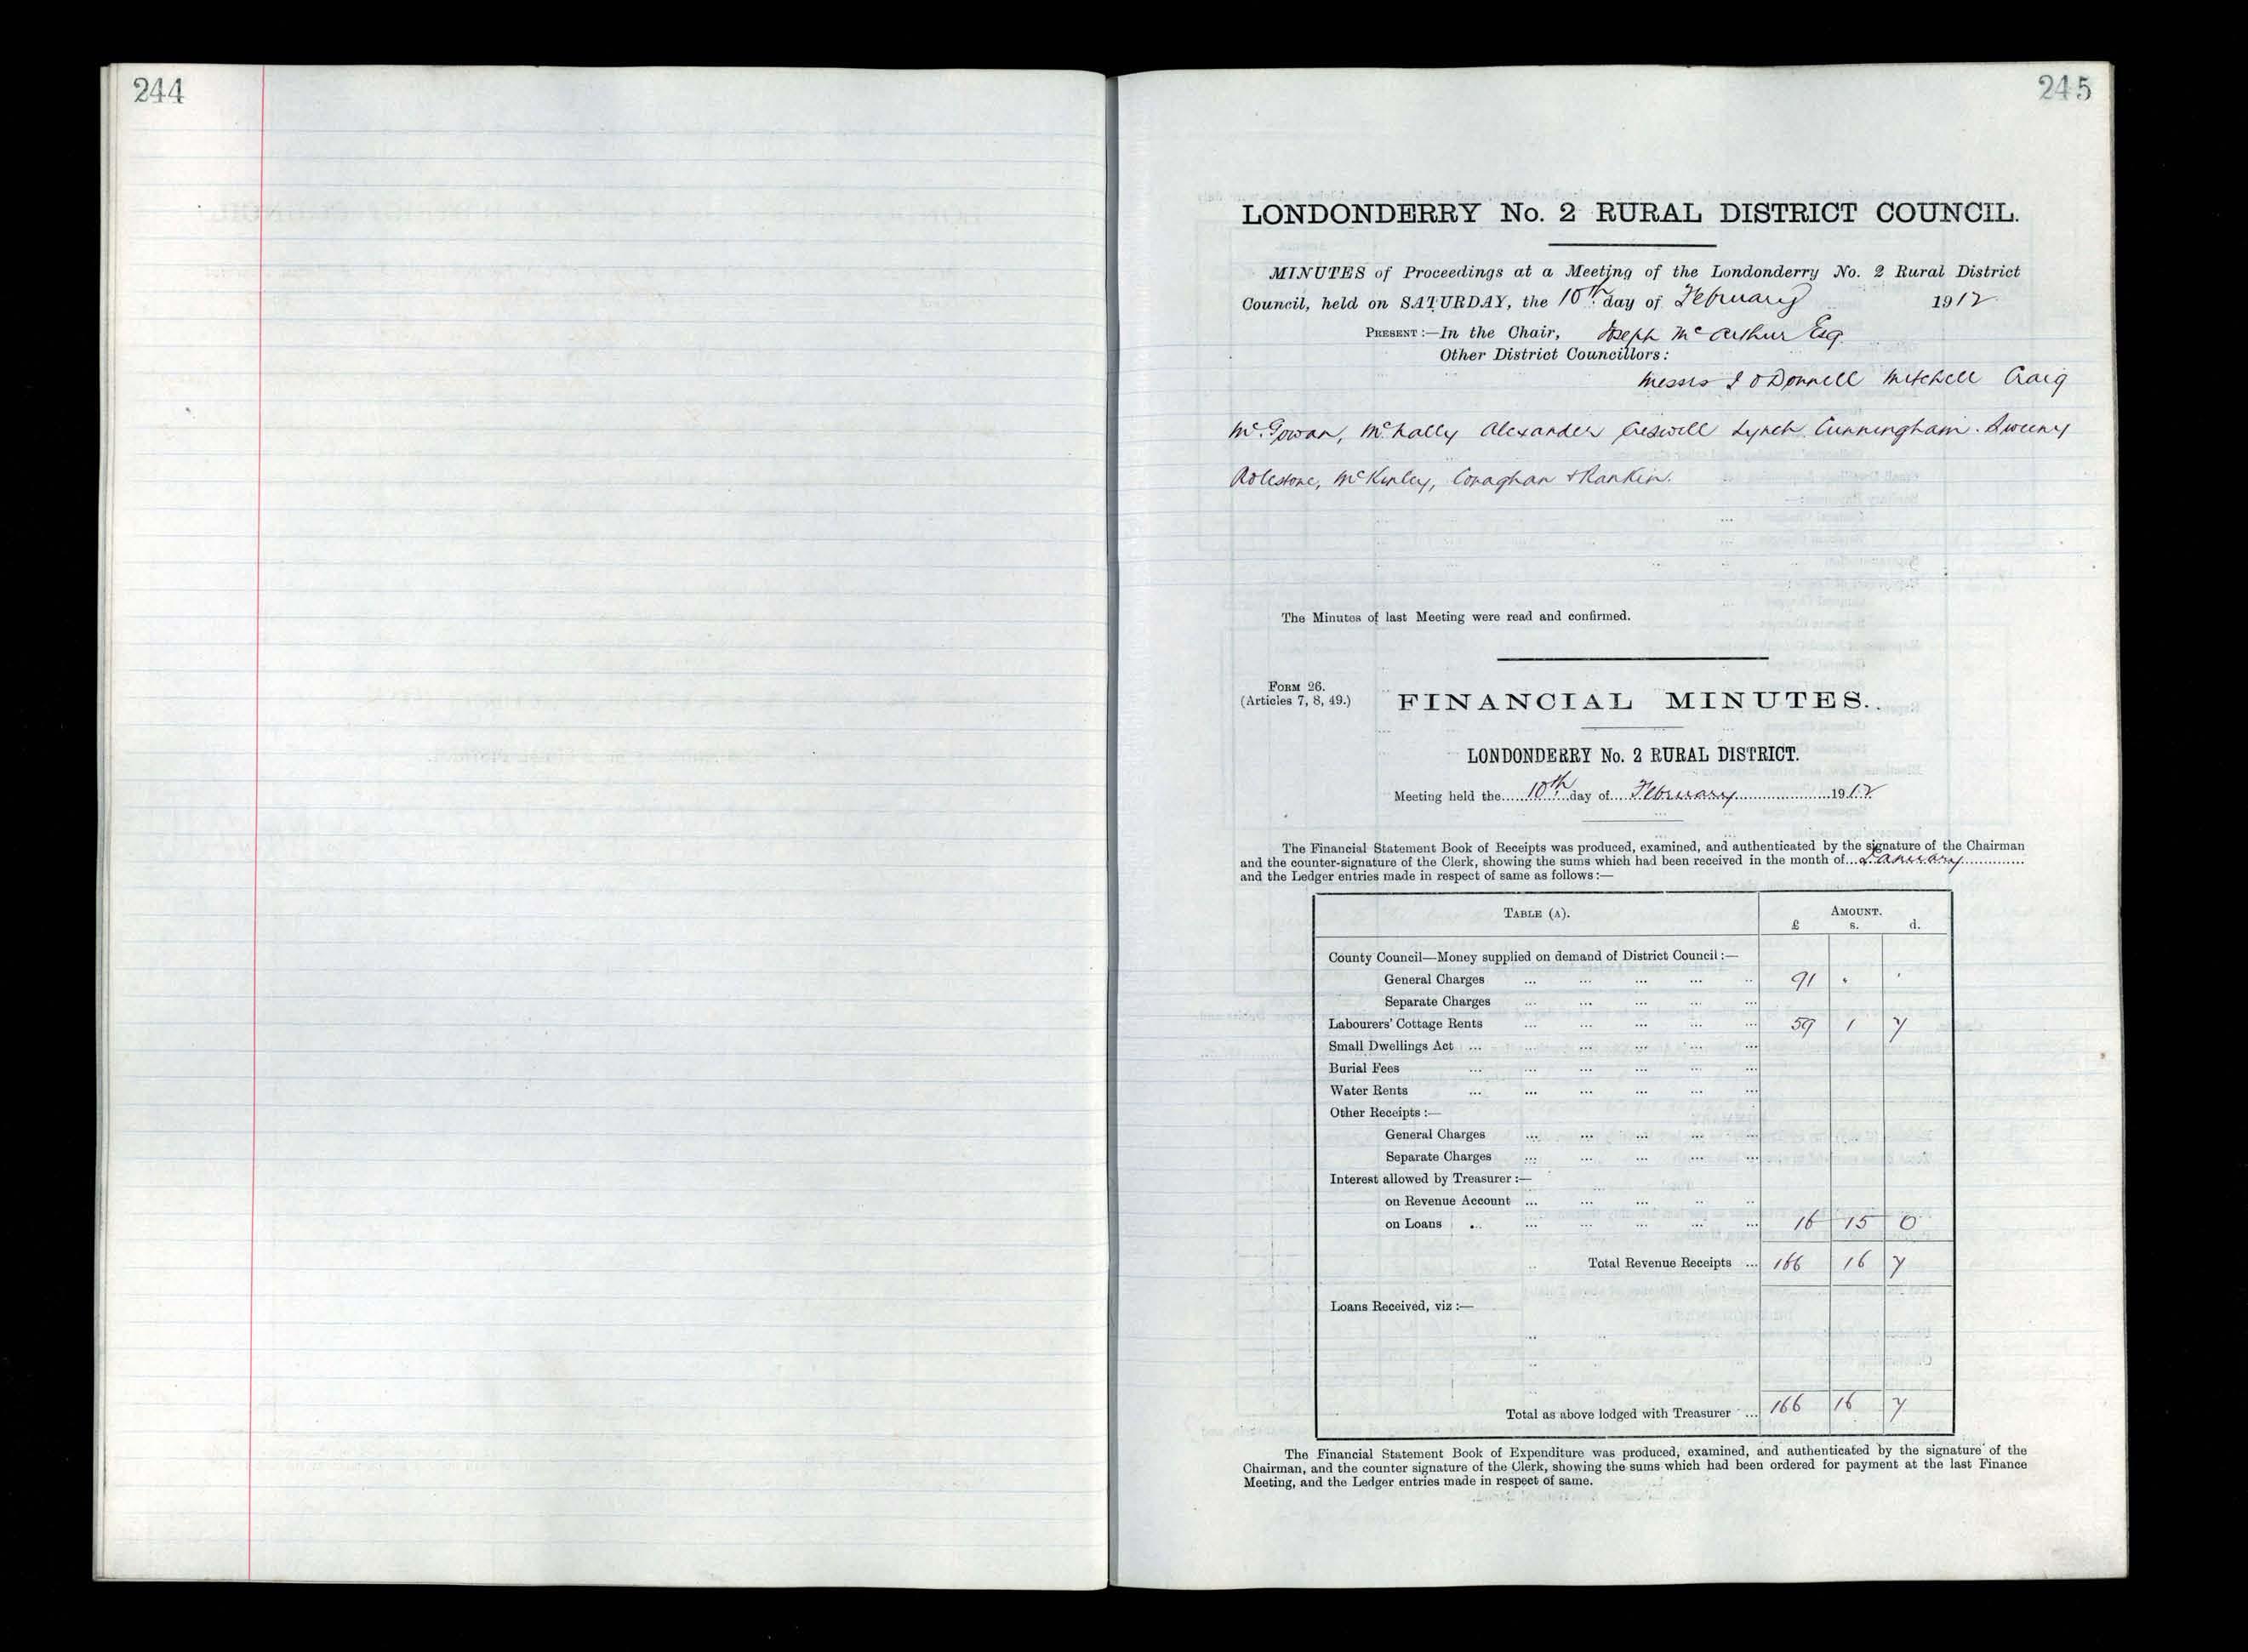 244
245
LONDONDERRY No. 2 RURAL DISTRICT COUNCIL.
MINUTES of Proceedings at a Meeting of the Londonderry No. 2 Rural District
Council, held on SATURDAY, the 10th day of February 1912
PRESENT:—In the Chair, Joseph McArthur Esq.
Other District Councillors:
Messrs J O'Donnell Mitchell Craig
McGowan, McNally Alexander Lynch Cunningham. Sweeny
Rolestone, McKinley, Conaghan & Rankin.
The Minutes of last Meeting were read and confirmed.
FORM 26.
(Articles 7, 8, 49.)
FINANCIAL MINUTES.
LONDONDERRY No. 2 RURAL DISTRICT.
Meeting held the 10th day of February 1912
The Financial Statement Book of Receipts was produced, examined, and authenticated by the signature of the Chairman
and the counter-signature of the Clerk, showing the sums which had been received in the month of January
and the Ledger entries made in respect of same as follows:—
TABLE (A). AMOUNT.
£ s. d.
County Council—Money supplied on demand of District Council:—
General Charges ... 91 . .
Separate Charges ...
Labourers' Cottage Rents ... 59 1 7
Small Dwellings Act ...
Burial Fees ...
Water Rents ...
Other Receipts:—
General Charges ...
Separate Charges ...
Interest allowed by Treasurer:—
on Revenue Account ...
on Loans ... 16 15 0
Total Revenue Receipts ... 166 16 7
Loans Received, viz:—
Total as above lodged with Treasurer ... 166 16 7
The Financial Statement Book of Expenditure was produced, examined, and authenticated by the signature of the
Chairman, and the counter signature of the Clerk, showing the sums which had been ordered for payment at the last Finance
Meeting, and the Ledger entries made in respect of same.